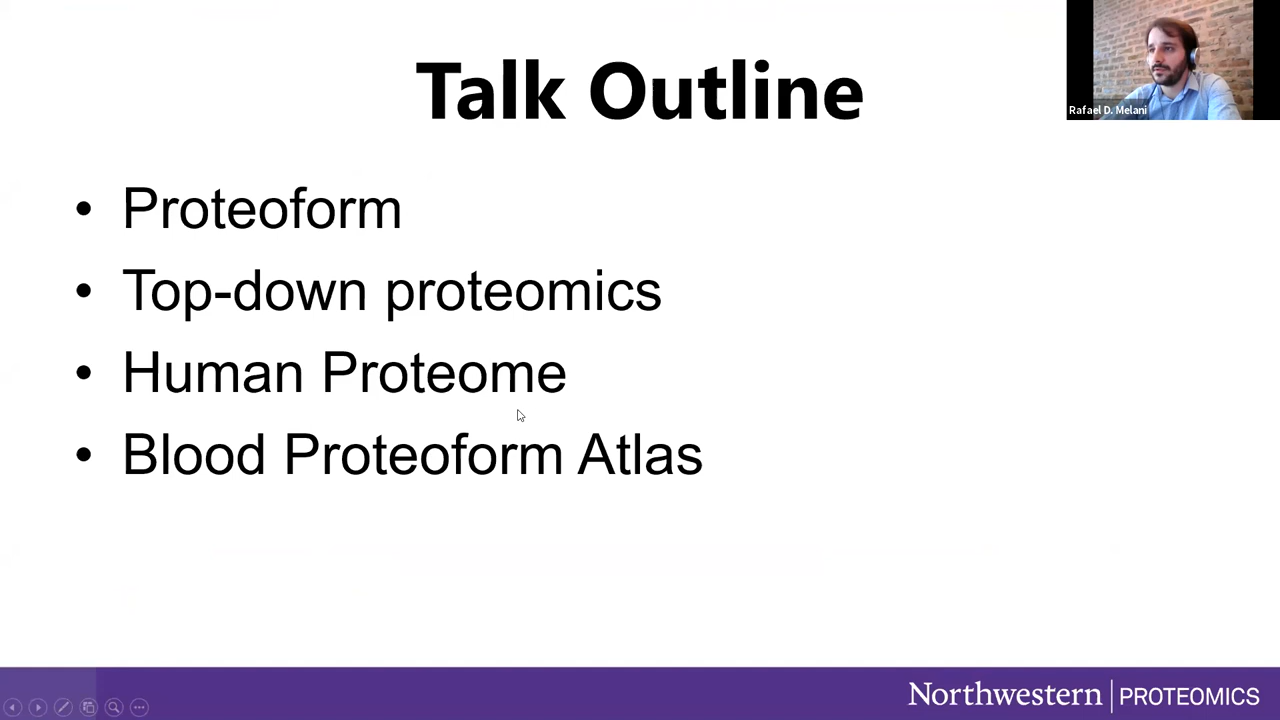 Talk Outline
Rafael D. Melani
• Proteoform
• Top-down proteomics
• Human Proteome
• Blood Proteoform Atlas
Northwestern | PROTEOMICS